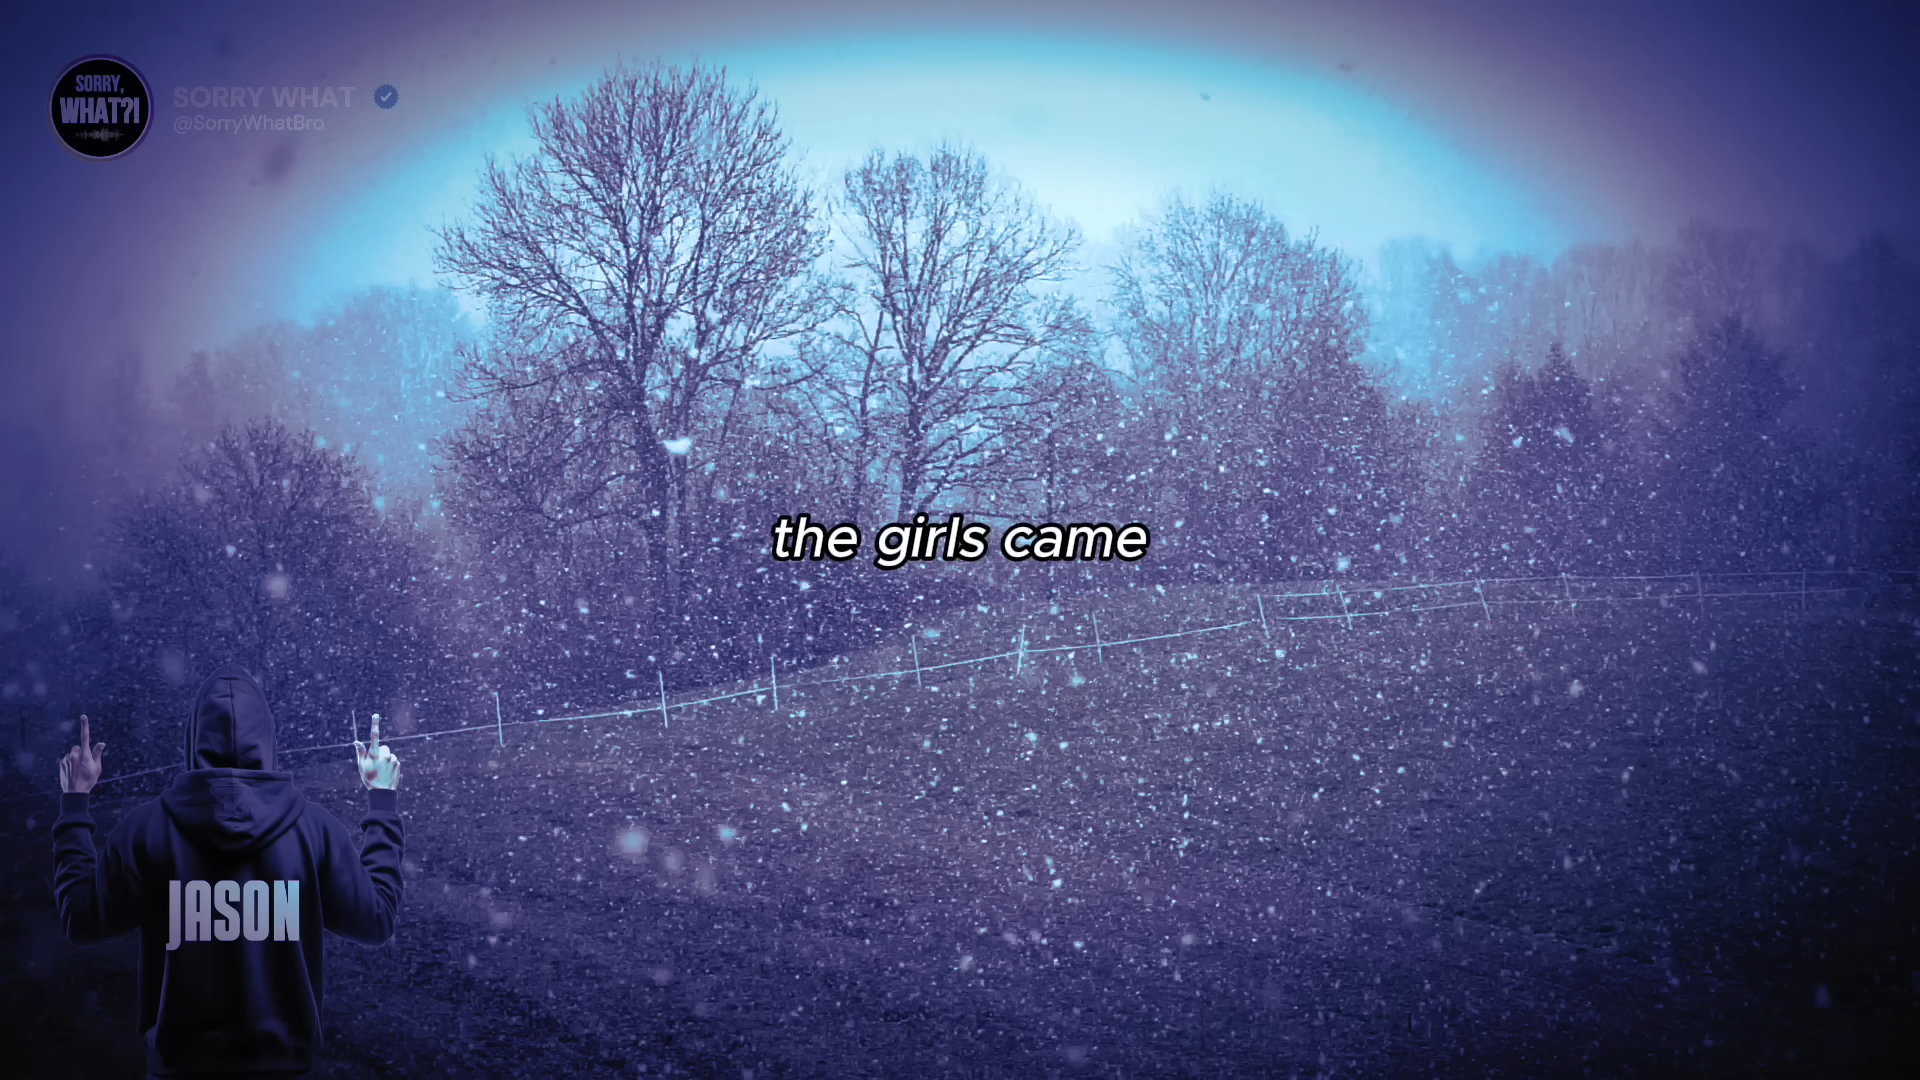 SORRY,
WHAT?!
SORRY WHAT
@SorryWhatBro
the girls came
JASON